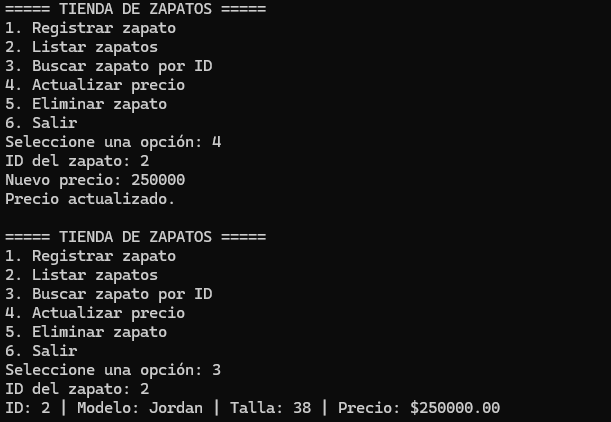 ===== TIENDA DE ZAPATOS =====
1. Registrar zapato
2. Listar zapatos
3. Buscar zapato por ID
4. Actualizar precio
5. Eliminar zapato
6. Salir
Seleccione una opción: 4
ID del zapato: 2
Nuevo precio: 250000
Precio actualizado.

===== TIENDA DE ZAPATOS =====
1. Registrar zapato
2. Listar zapatos
3. Buscar zapato por ID
4. Actualizar precio
5. Eliminar zapato
6. Salir
Seleccione una opción: 3
ID del zapato: 2
ID: 2 | Modelo: Jordan | Talla: 38 | Precio: $250000.00